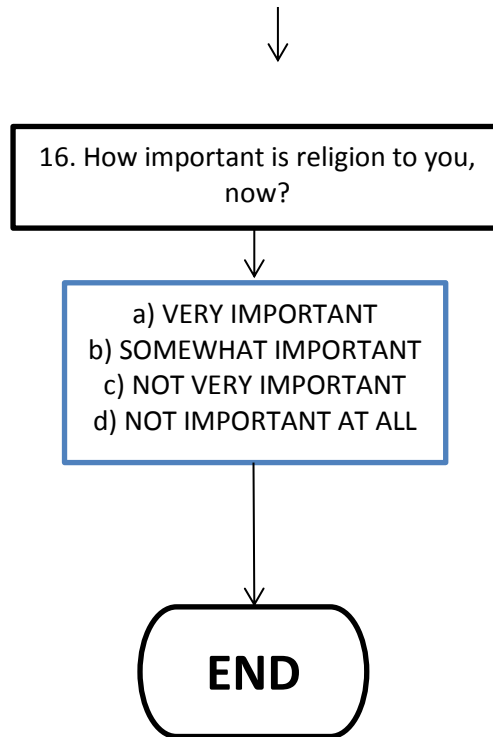 16. How important is religion to you,
now?
a) VERY IMPORTANT
b) SOMEWHAT IMPORTANT
c) NOT VERY IMPORTANT
d) NOT IMPORTANT AT ALL
END